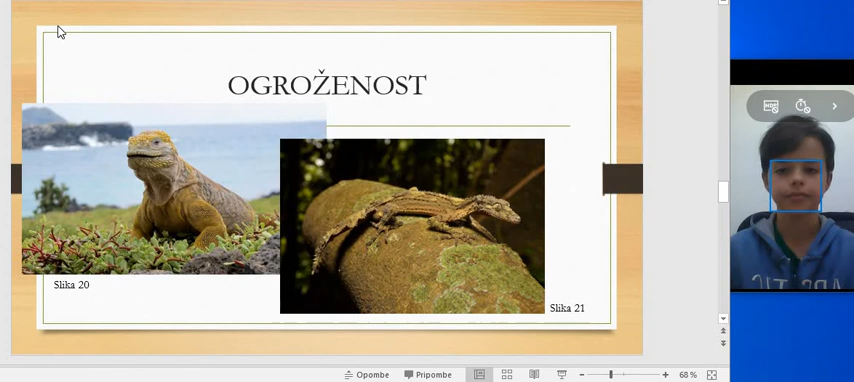 OGROŽENOST
Slika 20
Slika 21
Opombe
Pripombe
68 %